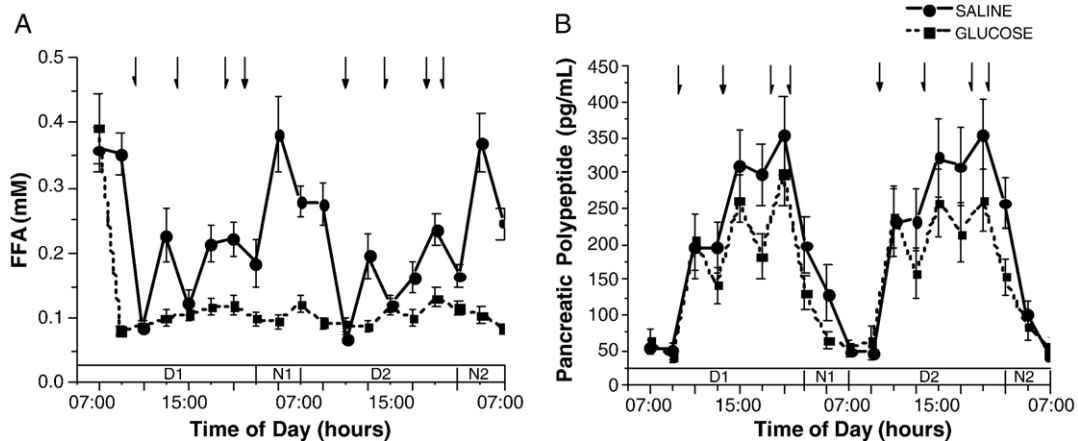 A
FFA (mM)
0.5
0.4
0.3
0.2
0.1
0.0
D1 N1 D2 N2
07:00 15:00 07:00 15:00 07:00
Time of Day (hours)
B
SALINE
GLUCOSE
Pancreatic Polypeptide (pg/mL)
450
400
350
300
250
200
150
100
50
0
D1 N1 D2 N2
07:00 15:00 07:00 15:00 07:00
Time of Day (hours)